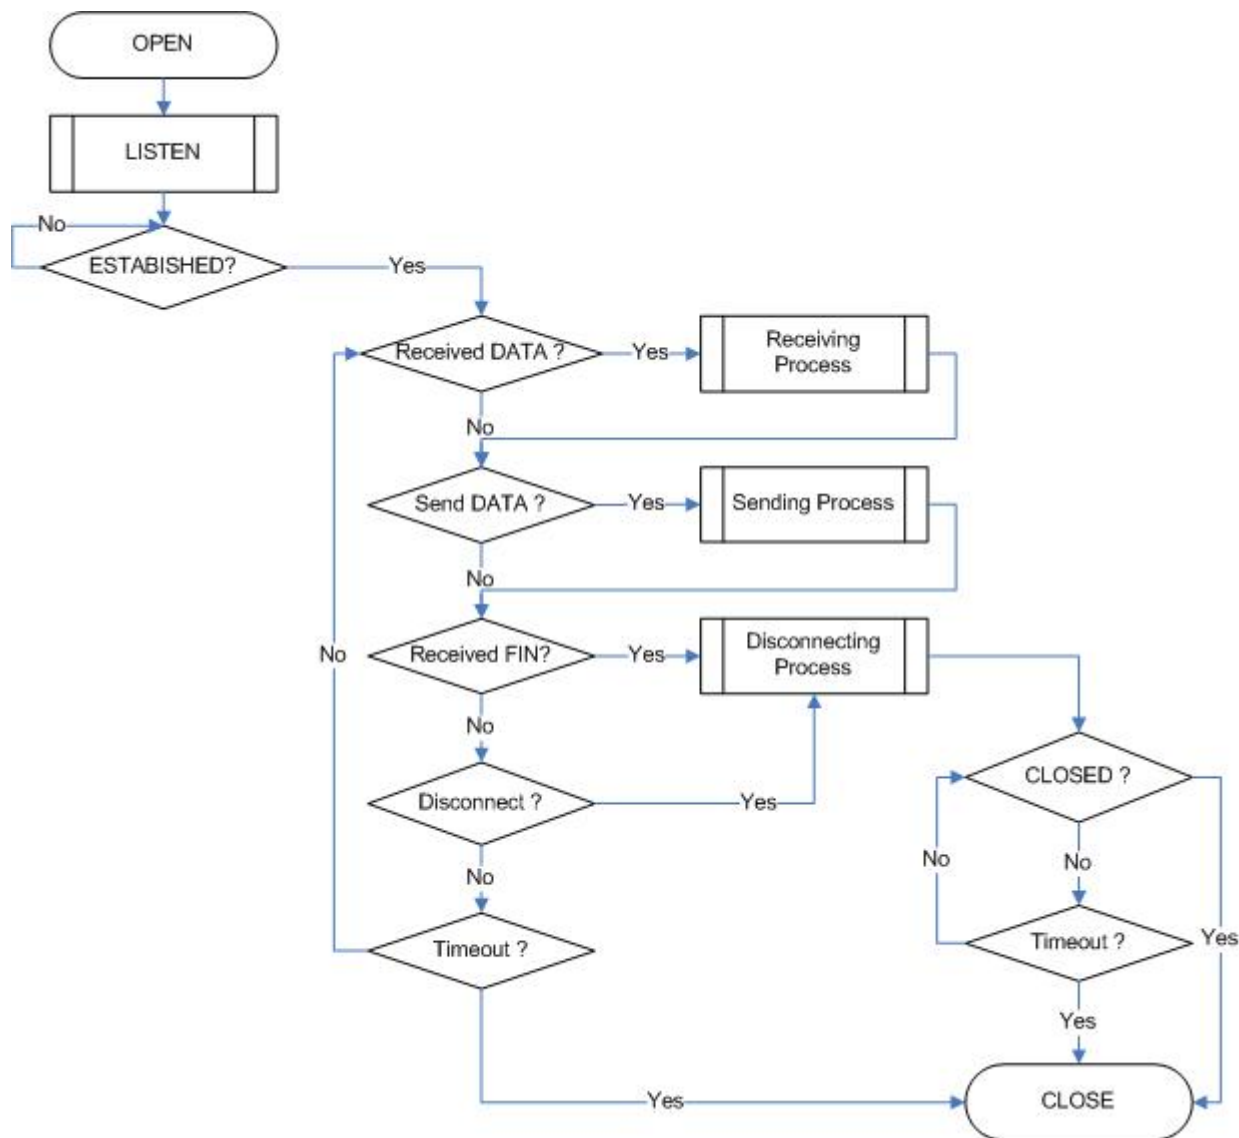 OPEN
LISTEN
No
ESTABISHED?
Yes
Received DATA ?
Yes
Receiving
Process
No
Send DATA ?
Yes
Sending Process
No
Received FIN?
Yes
Disconnecting
Process
No
No
Disconnect ?
Yes
CLOSED ?
No
No
No
Timeout ?
Timeout ?
Yes
Yes
Yes
CLOSE